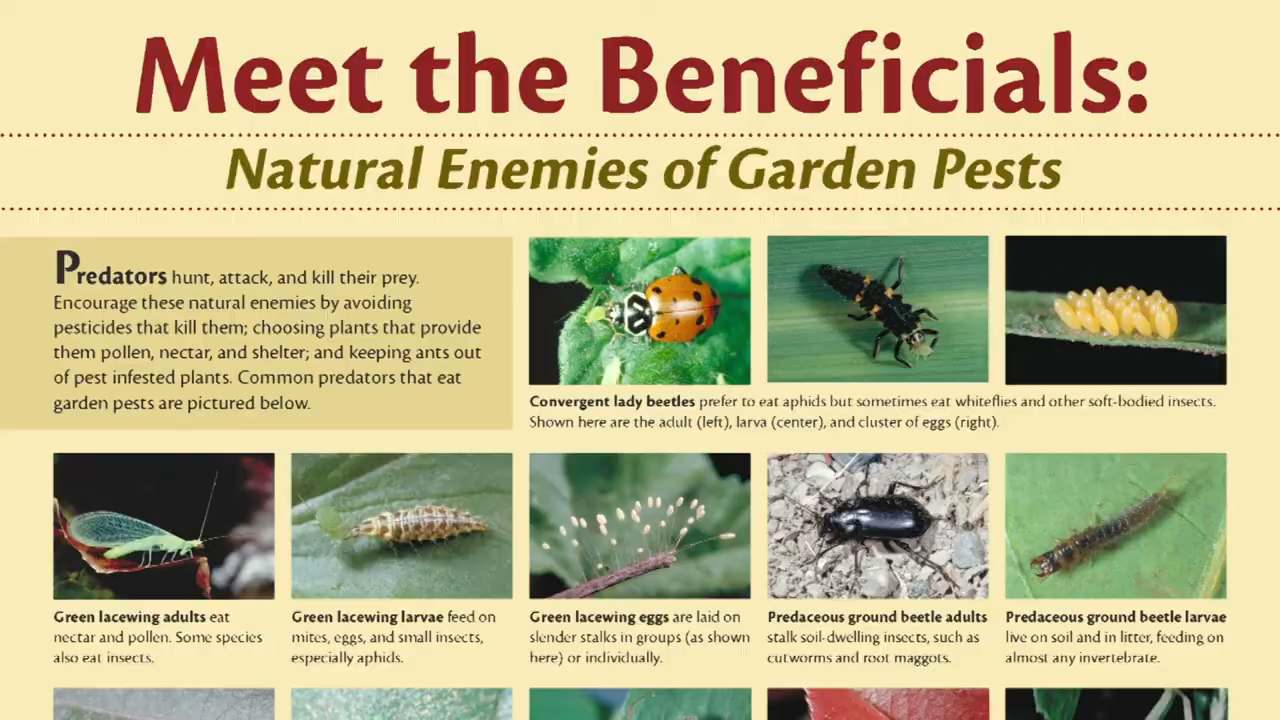 Meet the Beneficials:
Natural Enemies of Garden Pests
Predators hunt, attack, and kill their prey.
Encourage these natural enemies by avoiding
pesticides that kill them; choosing plants that provide
them pollen, nectar, and shelter; and keeping ants out
of pest infested plants. Common predators that eat
garden pests are pictured below.
Convergent lady beetles prefer to eat aphids but sometimes eat whiteflies and other soft-bodied insects.
Shown here are the adult (left), larva (center), and cluster of eggs (right).
Green lacewing adults eat
nectar and pollen. Some species
also eat insects.
Green lacewing larvae feed on
mites, eggs, and small insects,
especially aphids.
Green lacewing eggs are laid on
slender stalks in groups (as shown
here) or individually.
Predaceous ground beetle adults
stalk soil-dwelling insects, such as
cutworms and root maggots.
Predaceous ground beetle larvae
live on soil and in litter, feeding on
almost any invertebrate.